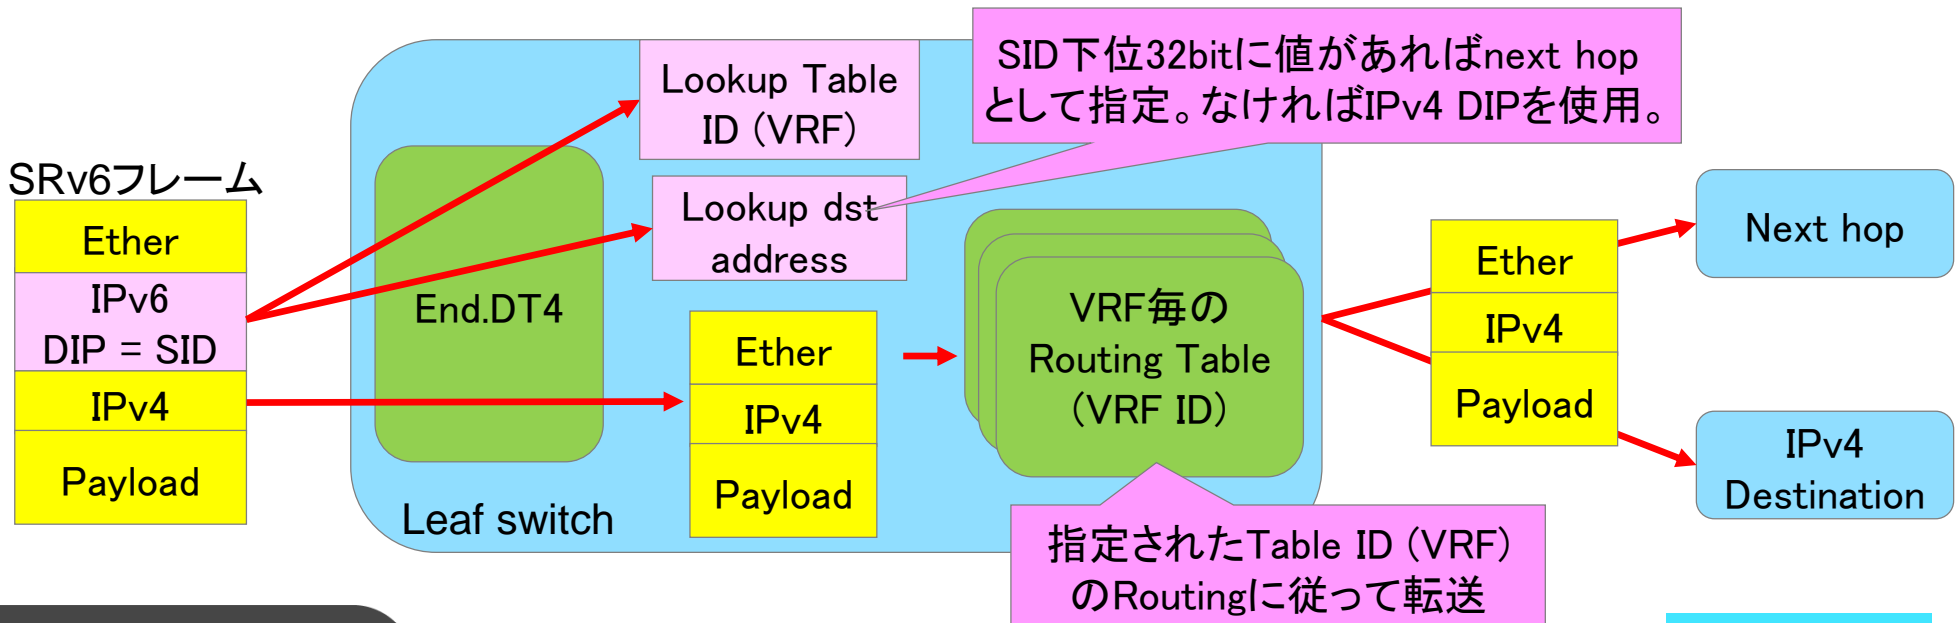 SRv6フレーム
Ether
IPv6
DIP = SID
IPv4
Payload
End.DT4
Leaf switch
Lookup Table
ID (VRF)
Lookup dst
address
SID下位32bitに値があればnext hop
として指定。なければIPv4 DIPを使用。
Ether
IPv4
Payload
VRF毎の
Routing Table
(VRF ID)
指定されたTable ID (VRF)
のRoutingに従って転送
Ether
IPv4
Payload
Next hop
IPv4
Destination